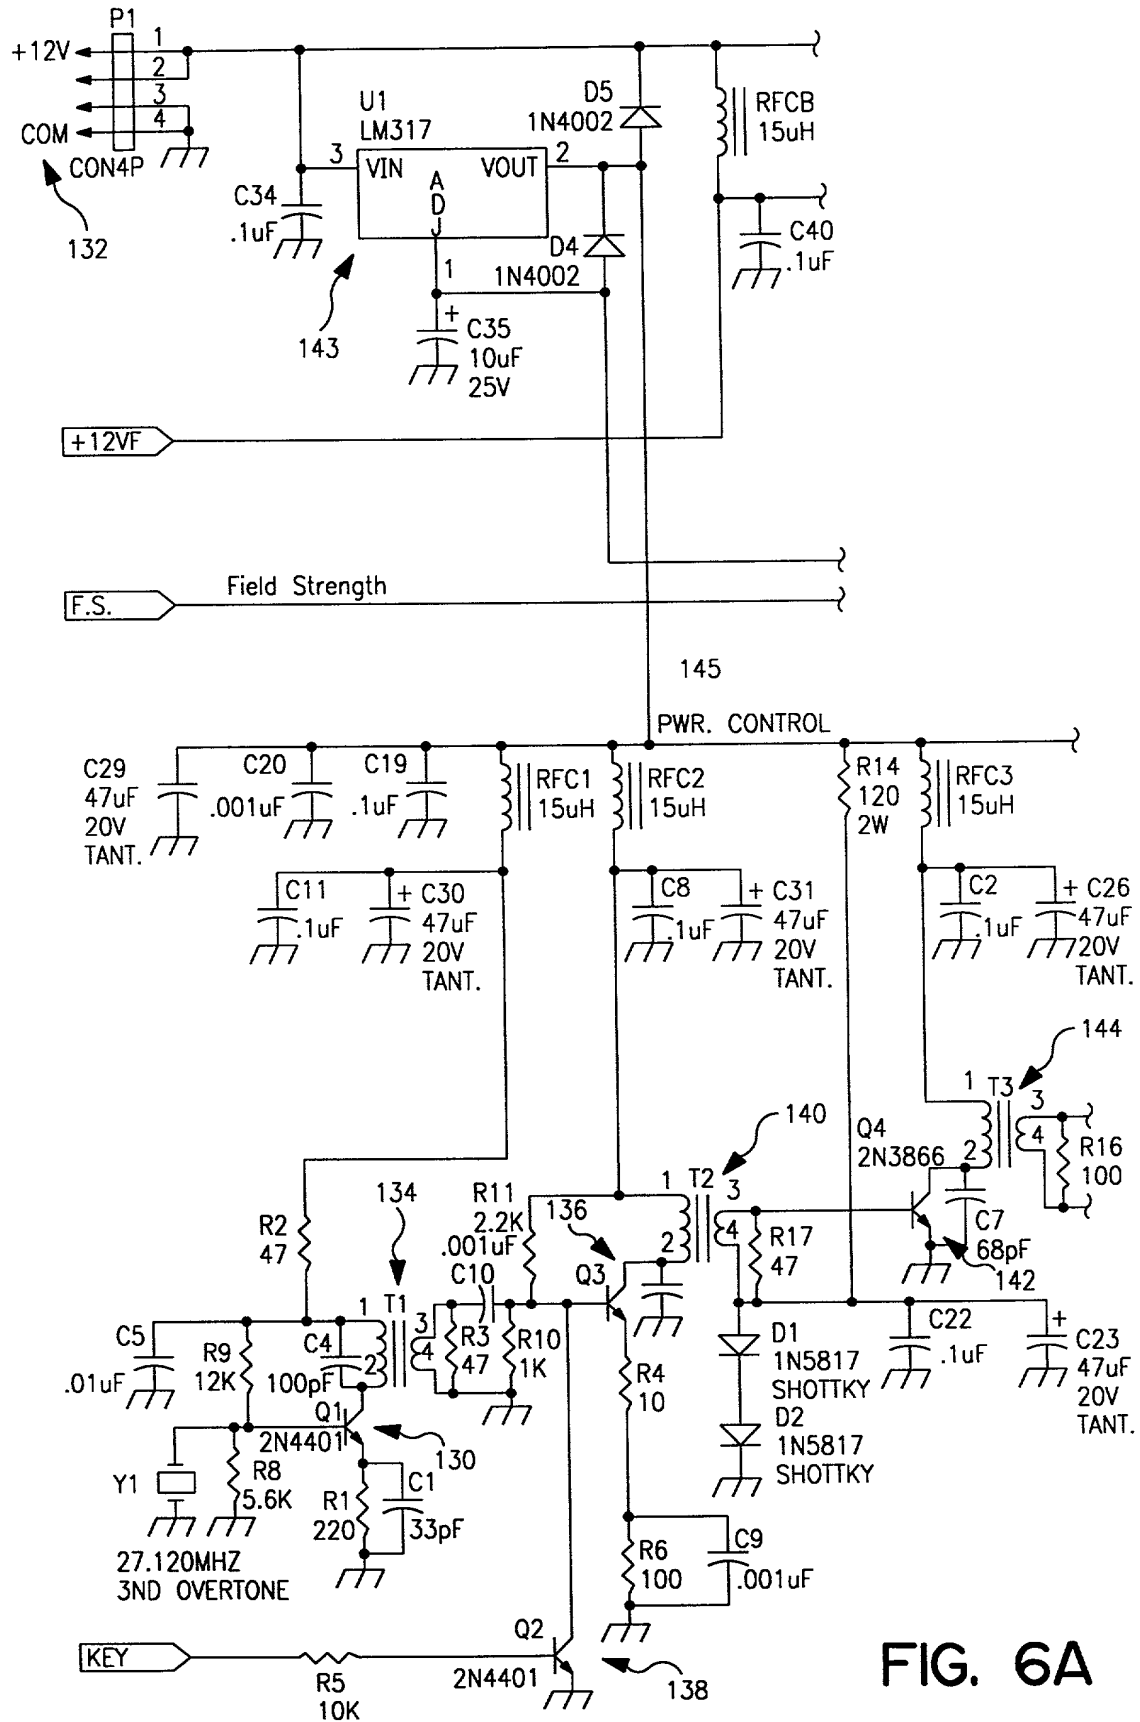 P1
+12V
1
2
3
4
COM
CON4P
132
U1
LM317
3
VIN
VOUT
2
A
D
J
1
C34
.1uF
143
D5
1N4002
D4
1N4002
C35
+
10uF
25V
RFCB
15uH
C40
.1uF
+12VF
F.S.
Field Strength
145
PWR. CONTROL
C29
47uF
20V
TANT.
C20
.001uF
C19
.1uF
RFC1
15uH
RFC2
15uH
R14
120
2W
RFC3
15uH
C11
.1uF
+ C30
47uF
20V
TANT.
C8
.1uF
+ C31
47uF
20V
TANT.
C2
.1uF
+ C26
47uF
20V
TANT.
144
1
T3
3
2
4
R16
100
Q4
2N3866
C7
68pF
142
140
1
T2
3
2
4
R17
47
R2
47
134
R11
2.2K
.001uF
C10
136
Q3
C5
.01uF
R9
12K
C4
100pF
1
T1
3
2
4
R3
47
R10
1K
R4
10
D1
1N5817
SHOTTKY
D2
1N5817
SHOTTKY
C22
.1uF
+
C23
47uF
20V
TANT.
Q1
2N4401
130
Y1
R8
5.6K
R1
220
C1
33pF
27.120MHZ
3ND OVERTONE
R6
100
C9
.001uF
KEY
R5
10K
Q2
2N4401
138
FIG. 6A